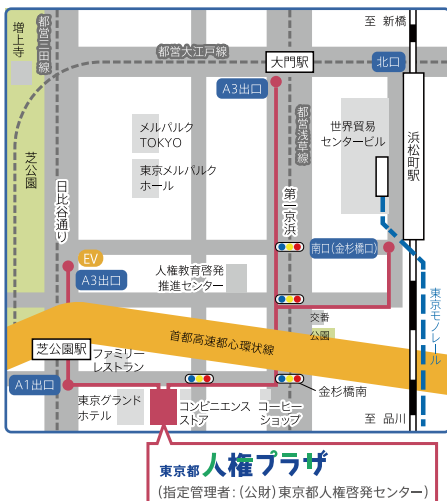 至 新橋
増上寺
都営三田線
都営大江戸線
大門駅
北口
A3出口
都営浅草線
メルパルク
TOKYO
世界貿易
センタービル
浜松町駅
東京メルパルク
ホール
芝公園
日比谷通り
第一京浜
EV
A3出口
人権教育啓発
推進センター
南口(金杉橋口)
東京モノレール
交番
公園
首都高速都心環状線
芝公園駅
ファミリー
レストラン
A1出口
東京グランド
ホテル
コンビニエンス
ストア
コーヒー
ショップ
金杉橋南
至 品川
東京都 人権プラザ
(指定管理者:(公財)東京都人権啓発センター)